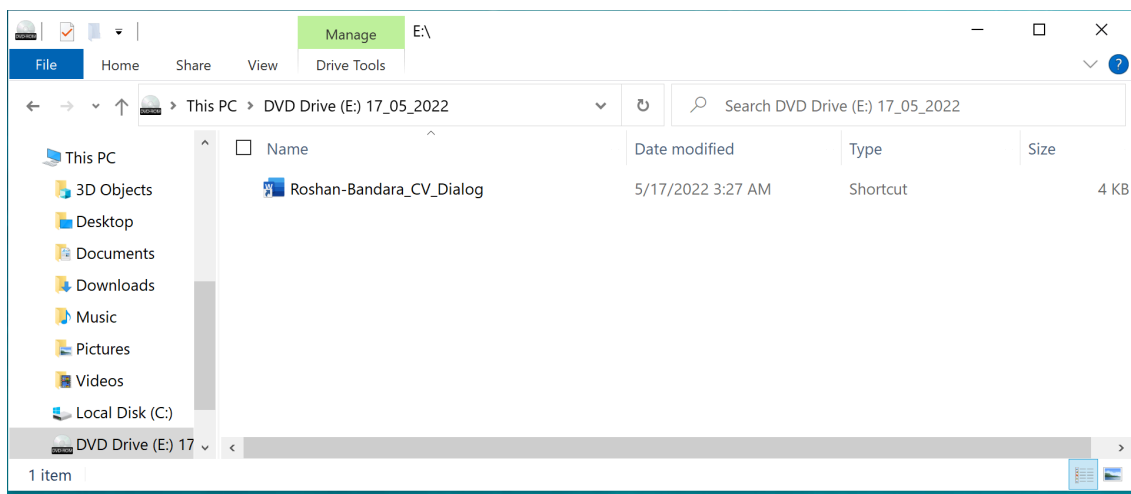 Manage E:\
File Home Share View Drive Tools
This PC DVD Drive (E:) 17_05_2022 Search DVD Drive (E:) 17_05_2022
Name Date modified Type Size
This PC
3D Objects Roshan-Bandara_CV_Dialog 5/17/2022 3:27 AM Shortcut 4 KB
Desktop
Documents
Downloads
Music
Pictures
Videos
Local Disk (C:)
DVD Drive (E:) 17
1 item